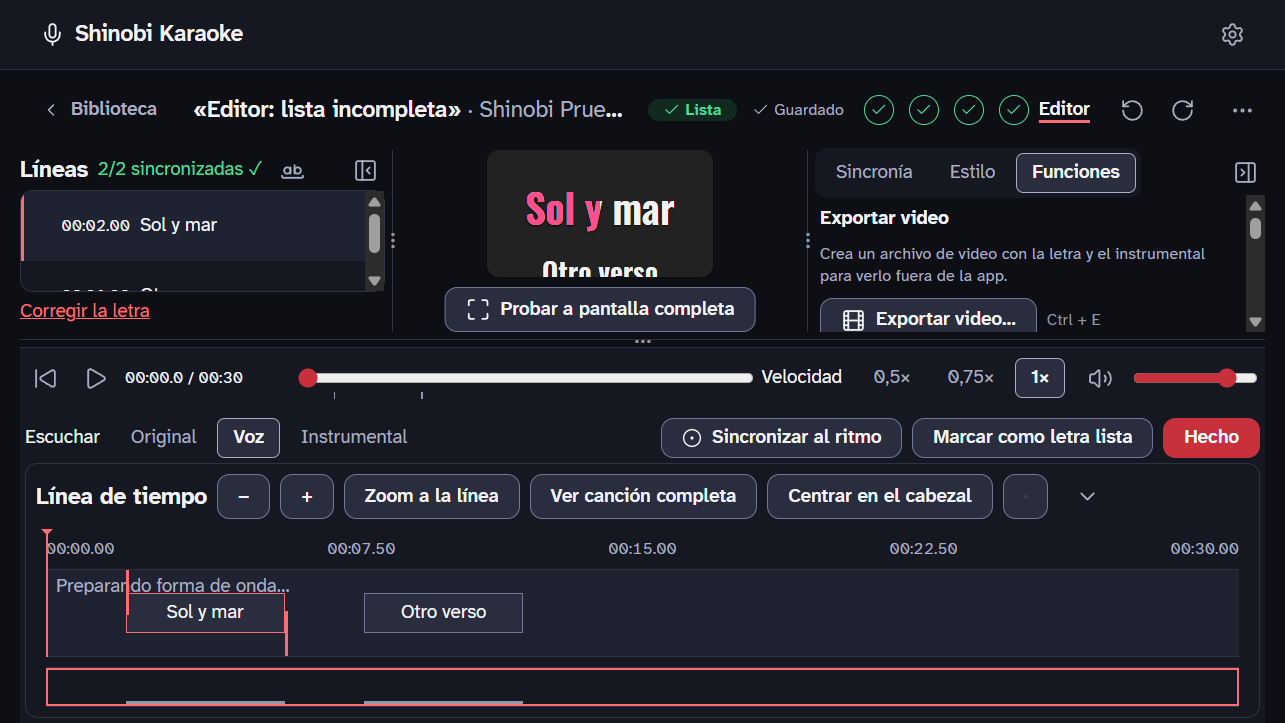 Shinobi Karaoke
Biblioteca
«Editor: lista incompleta» · Shinobi Prue...
Lista
Guardado
Editor
Líneas 2/2 sincronizadas ✓ ab
00:02.00 Sol y mar
Corregir la letra
Sol y mar
Otro verso
Probar a pantalla completa
Sincronía Estilo Funciones
Exportar video
Crea un archivo de video con la letra y el instrumental
para verlo fuera de la app.
Exportar video... Ctrl + E
00:00.0 / 00:30
Velocidad 0,5× 0,75× 1×
Escuchar Original Voz Instrumental
Sincronizar al ritmo Marcar como letra lista Hecho
Línea de tiempo − + Zoom a la línea Ver canción completa Centrar en el cabezal
00:00.00 00:07.50 00:15.00 00:22.50 00:30.00
Preparando forma de onda...
Sol y mar Otro verso